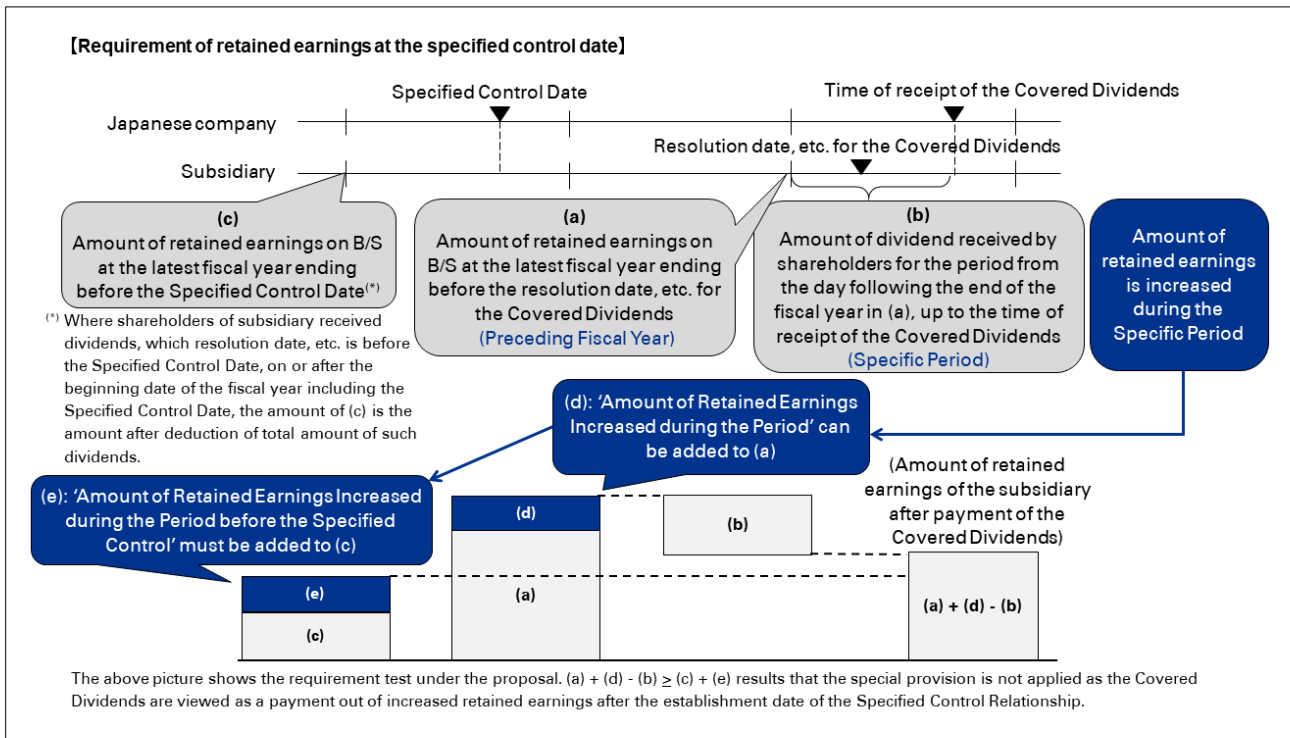 【Requirement of retained earnings at the specified control date】
Specified Control Date
Time of receipt of the Covered Dividends
Japanese company
Resolution date, etc. for the Covered Dividends
Subsidiary
(c)
Amount of retained earnings on B/S
at the latest fiscal year ending
before the Specified Control Date(*)
(a)
Amount of retained earnings on
B/S at the latest fiscal year ending
before the resolution date, etc. for
the Covered Dividends
(Preceding Fiscal Year)
(b)
Amount of dividend received by
shareholders for the period from
the day following the end of the
fiscal year in (a), up to the time of
receipt of the Covered Dividends
(Specific Period)
Amount of
retained earnings
is increased
during the
Specific Period
(*) Where shareholders of subsidiary received
dividends, which resolution date, etc. is before
the Specified Control Date, on or after the
beginning date of the fiscal year including the
Specified Control Date, the amount of (c) is the
amount after deduction of total amount of such
dividends.
(d): ‘Amount of Retained Earnings
Increased during the Period’ can
be added to (a)
(e): ‘Amount of Retained Earnings Increased
during the Period before the Specified
Control’ must be added to (c)
(Amount of retained
earnings of the subsidiary
after payment of the
Covered Dividends)
(e)
(c)
(d)
(a)
(b)
(a) + (d) - (b)
The above picture shows the requirement test under the proposal. (a) + (d) - (b) ≥ (c) + (e) results that the special provision is not applied as the Covered
Dividends are viewed as a payment out of increased retained earnings after the establishment date of the Specified Control Relationship.